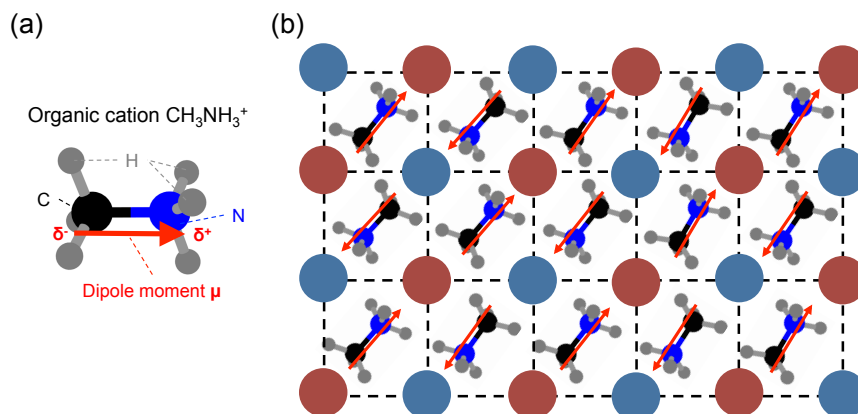 (a)
(b)
Organic cation CH₃NH₃⁺
H
C
N
δ⁻
δ⁺
Dipole moment μ